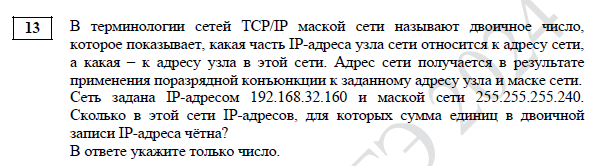 13
В терминологии сетей TCP/IP маской сети называют двоичное число,
которое показывает, какая часть IP-адреса узла сети относится к адресу сети,
а какая – к адресу узла в этой сети. Адрес сети получается в результате
применения поразрядной конъюнкции к заданному адресу узла и маске сети.
Сеть задана IP-адресом 192.168.32.160 и маской сети 255.255.255.240.
Сколько в этой сети IP-адресов, для которых сумма единиц в двоичной
записи IP-адреса чётна?
В ответе укажите только число.
ГЭ 2024